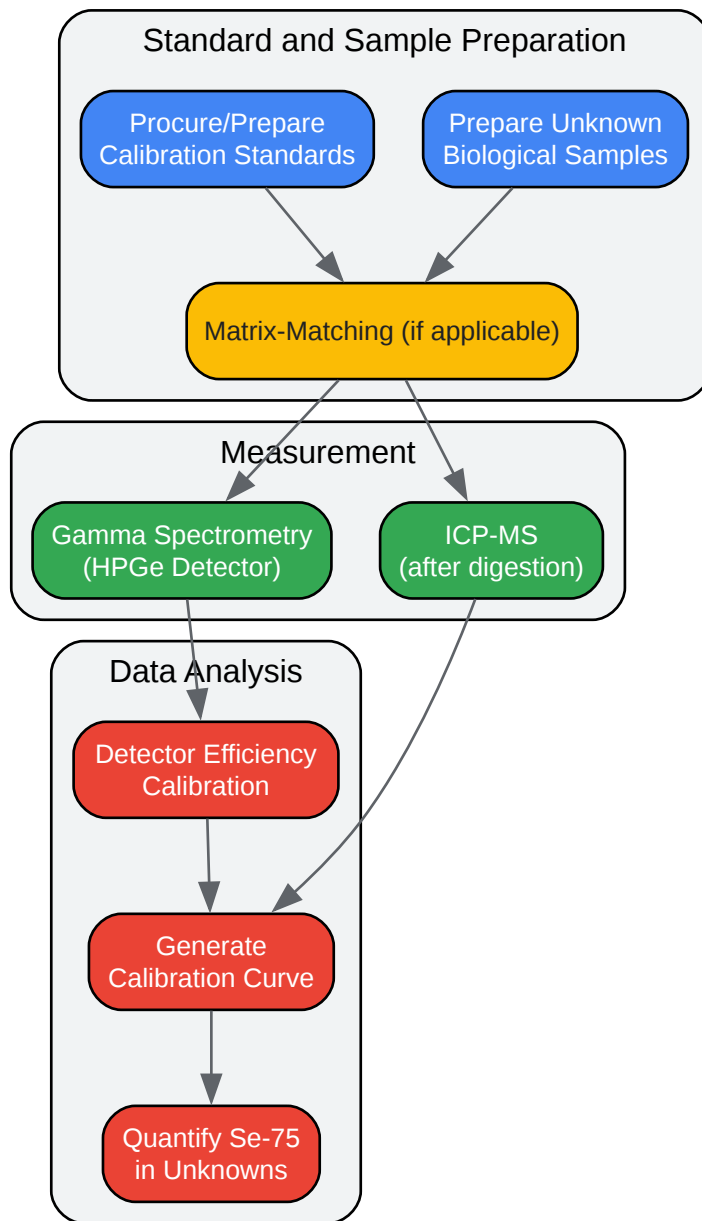 Standard and Sample Preparation
Procure/Prepare
Calibration Standards
Prepare Unknown
Biological Samples
Matrix-Matching (if applicable)
Measurement
Gamma Spectrometry
(HPGe Detector)
ICP-MS
(after digestion)
Data Analysis
Detector Efficiency
Calibration
Generate
Calibration Curve
Quantify Se-75
in Unknowns